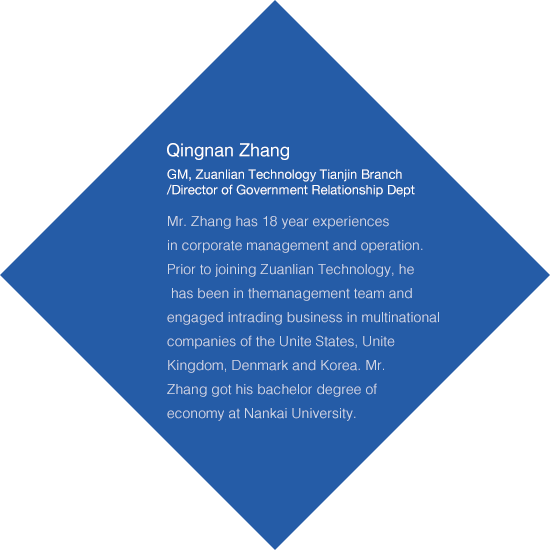 Qingnan Zhang
GM, Zuanlian Technology Tianjin Branch
/Director of Government Relationship Dept
Mr. Zhang has 18 year experiences
in corporate management and operation.
Prior to joining Zuanlian Technology, he
has been in themanagement team and
engaged intrading business in multinational
companies of the Unite States, Unite
Kingdom, Denmark and Korea. Mr.
Zhang got his bachelor degree of
economy at Nankai University.